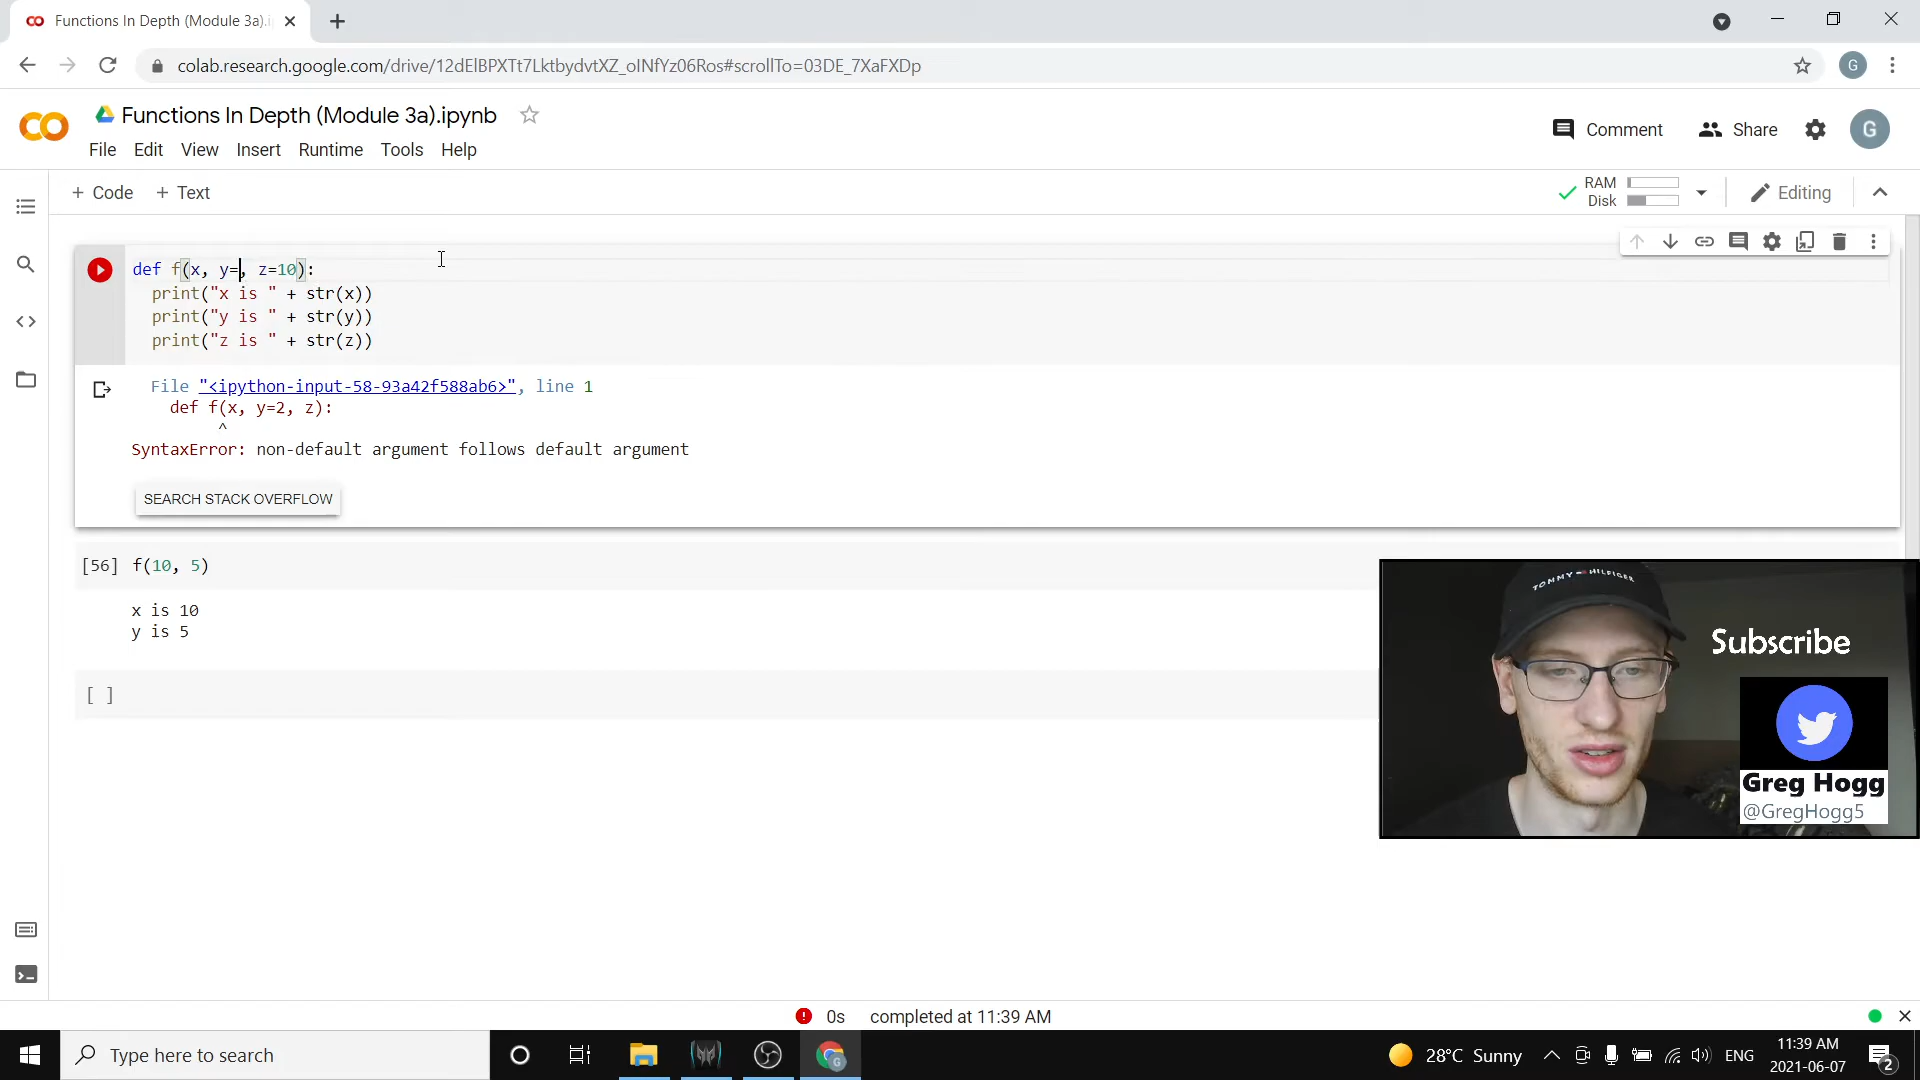 Functions In Depth (Module 3a).i
colab.research.google.com/drive/12dElBPXTt7LktbydvtXZ_oINfYz06Ros#scrollTo=03DE_7XaFXDp
G
Functions In Depth (Module 3a).ipynb
Comment
Share
G
File Edit View Insert Runtime Tools Help
+ Code + Text
RAM
Disk
Editing
def f(x, y=, z=10):
print("x is " + str(x))
print("y is " + str(y))
print("z is " + str(z))
File "<ipython-input-58-93a42f588ab6>", line 1
def f(x, y=2, z):
^
SyntaxError: non-default argument follows default argument
SEARCH STACK OVERFLOW
[56] f(10, 5)
x is 10
y is 5
[ ]
TOMMY HILFIGER
Subscribe
Greg Hogg
@GregHogg5
0s completed at 11:39 AM
Type here to search
G
28°C Sunny
ENG
11:39 AM
2021-06-07
2